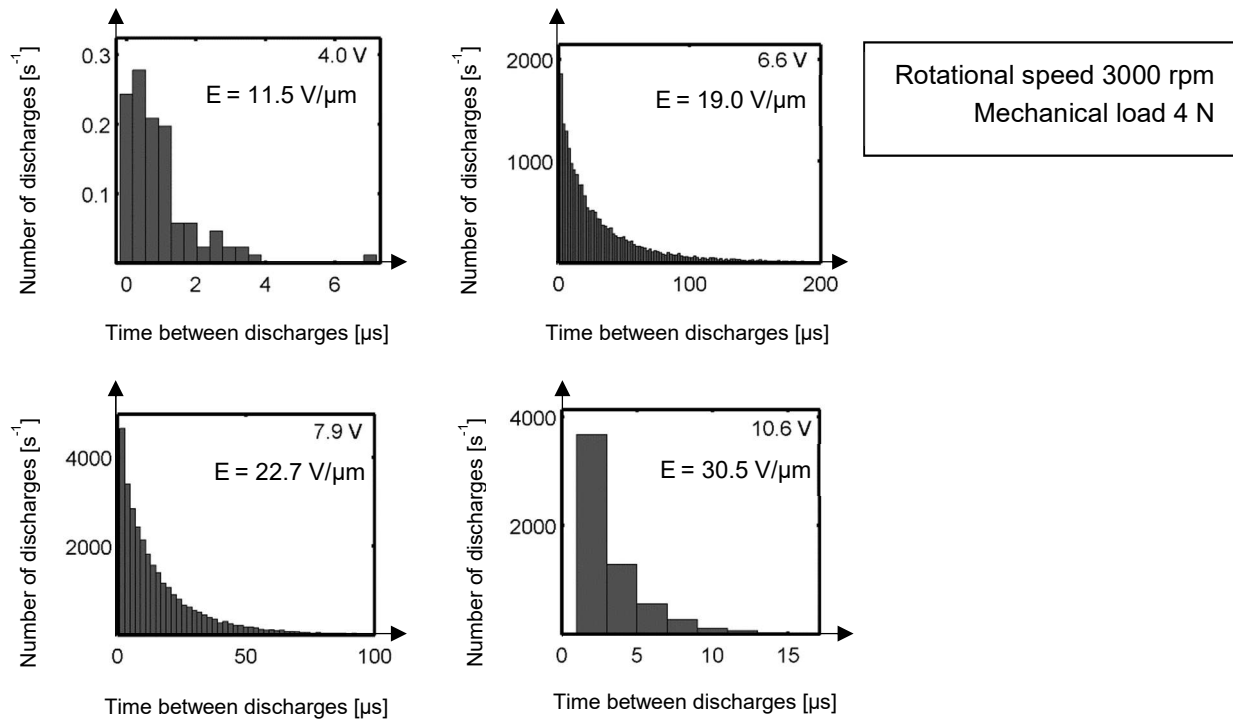 Number of discharges [s⁻¹]
0.3
0.2
0.1
4.0 V
E = 11.5 V/µm
0 2 4 6
Time between discharges [µs]
Number of discharges [s⁻¹]
2000
1000
0
6.6 V
E = 19.0 V/µm
0 100 200
Time between discharges [µs]
Rotational speed 3000 rpm
Mechanical load 4 N
Number of discharges [s⁻¹]
4000
2000
0
7.9 V
E = 22.7 V/µm
0 50 100
Time between discharges [µs]
Number of discharges [s⁻¹]
4000
2000
0
10.6 V
E = 30.5 V/µm
0 5 10 15
Time between discharges [µs]